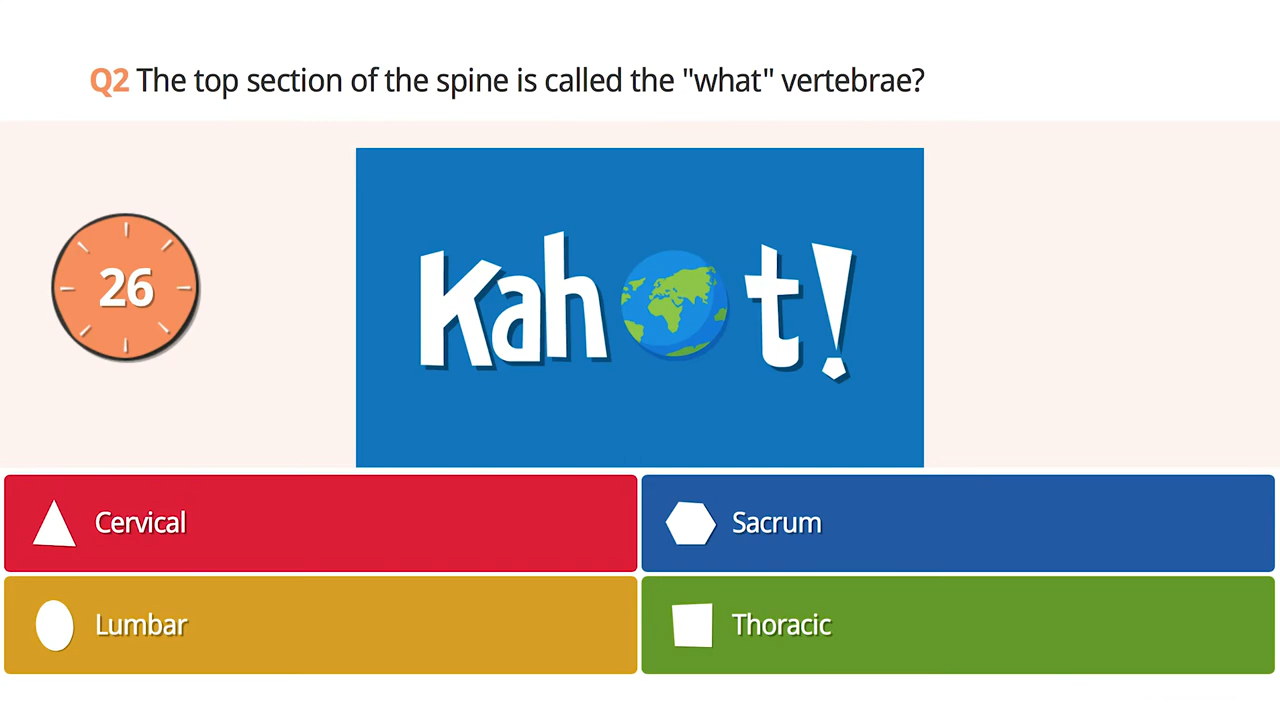 Q2 The top section of the spine is called the "what" vertebrae?
26
Kahoot!
Cervical
Sacrum
Lumbar
Thoracic